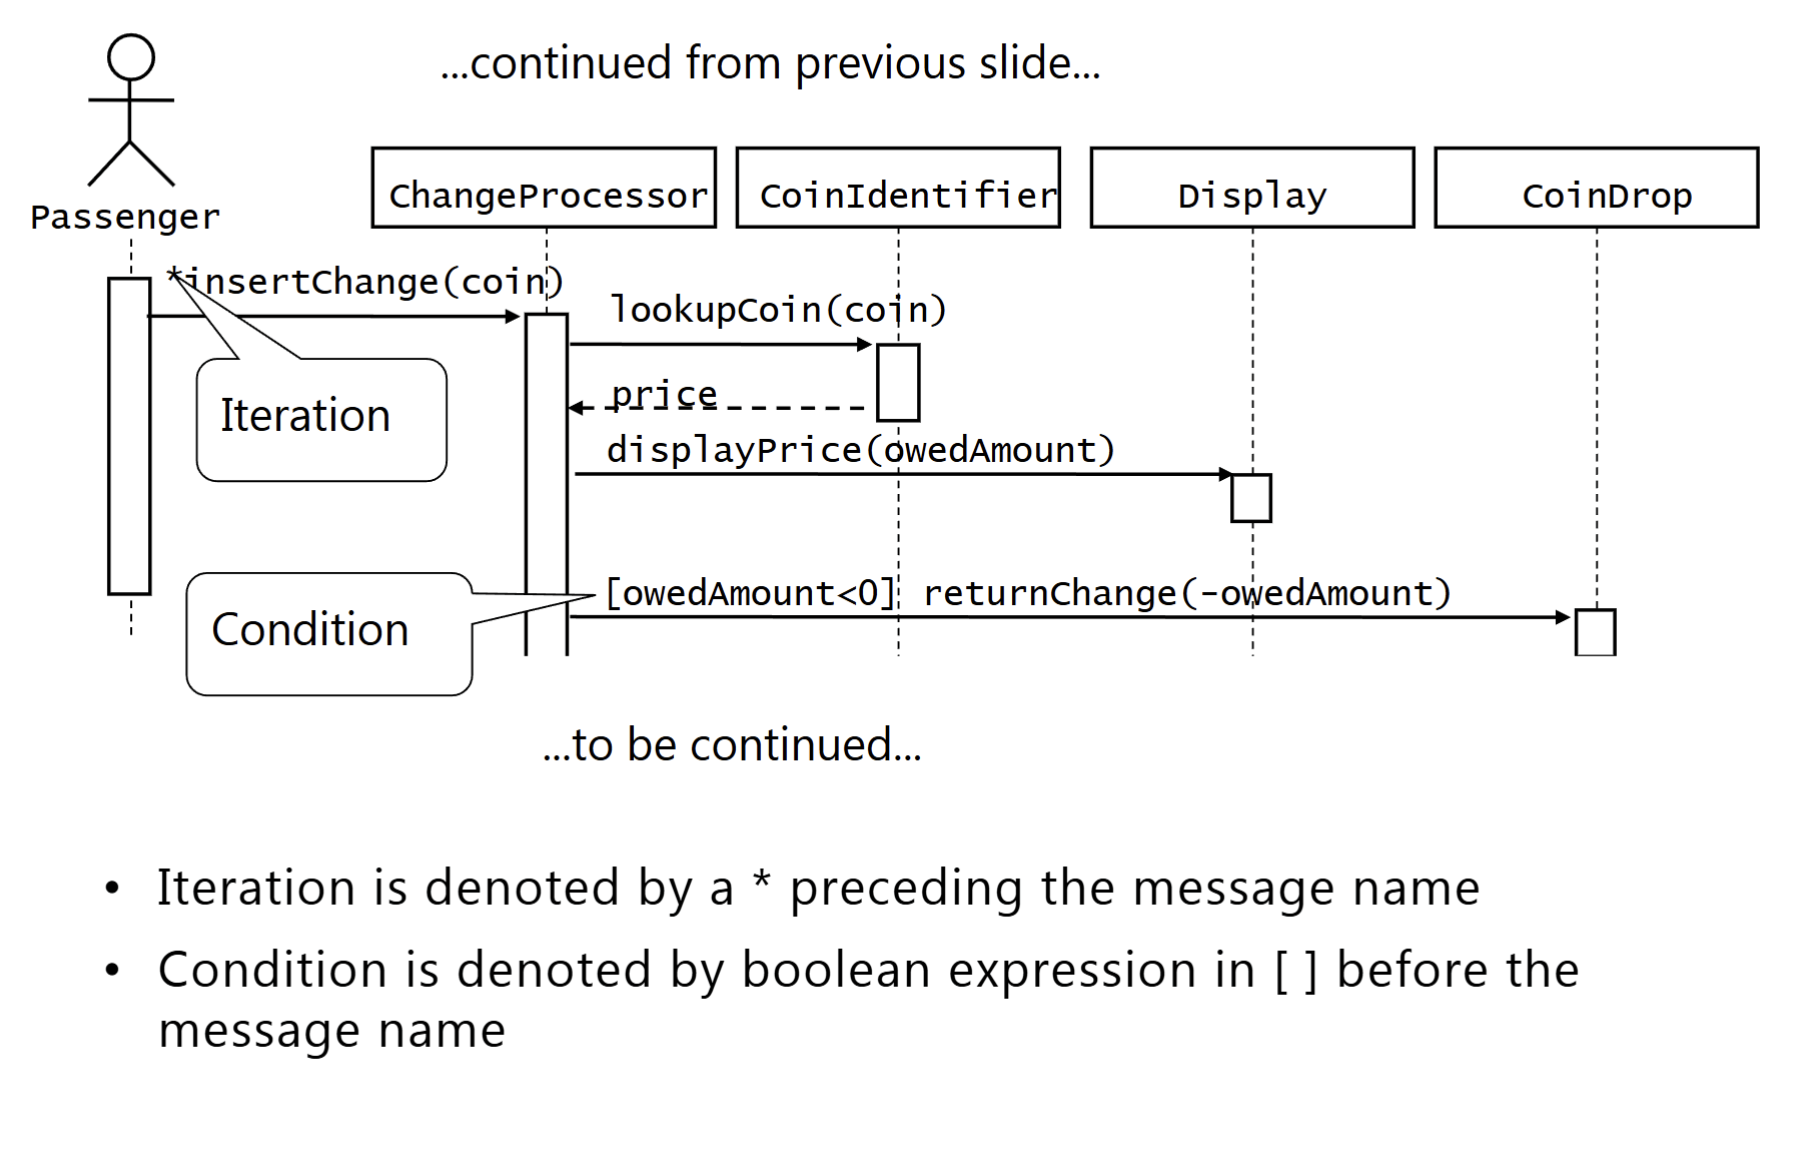 ...continued from previous slide...
ChangeProcessor
CoinIdentifier
Display
CoinDrop
Passenger
*insertChange(coin)
lookupCoin(coin)
price
Iteration
displayPrice(owedAmount)
[owedAmount<0] returnChange(-owedAmount)
Condition
...to be continued...
• Iteration is denoted by a * preceding the message name
• Condition is denoted by boolean expression in [ ] before the
message name